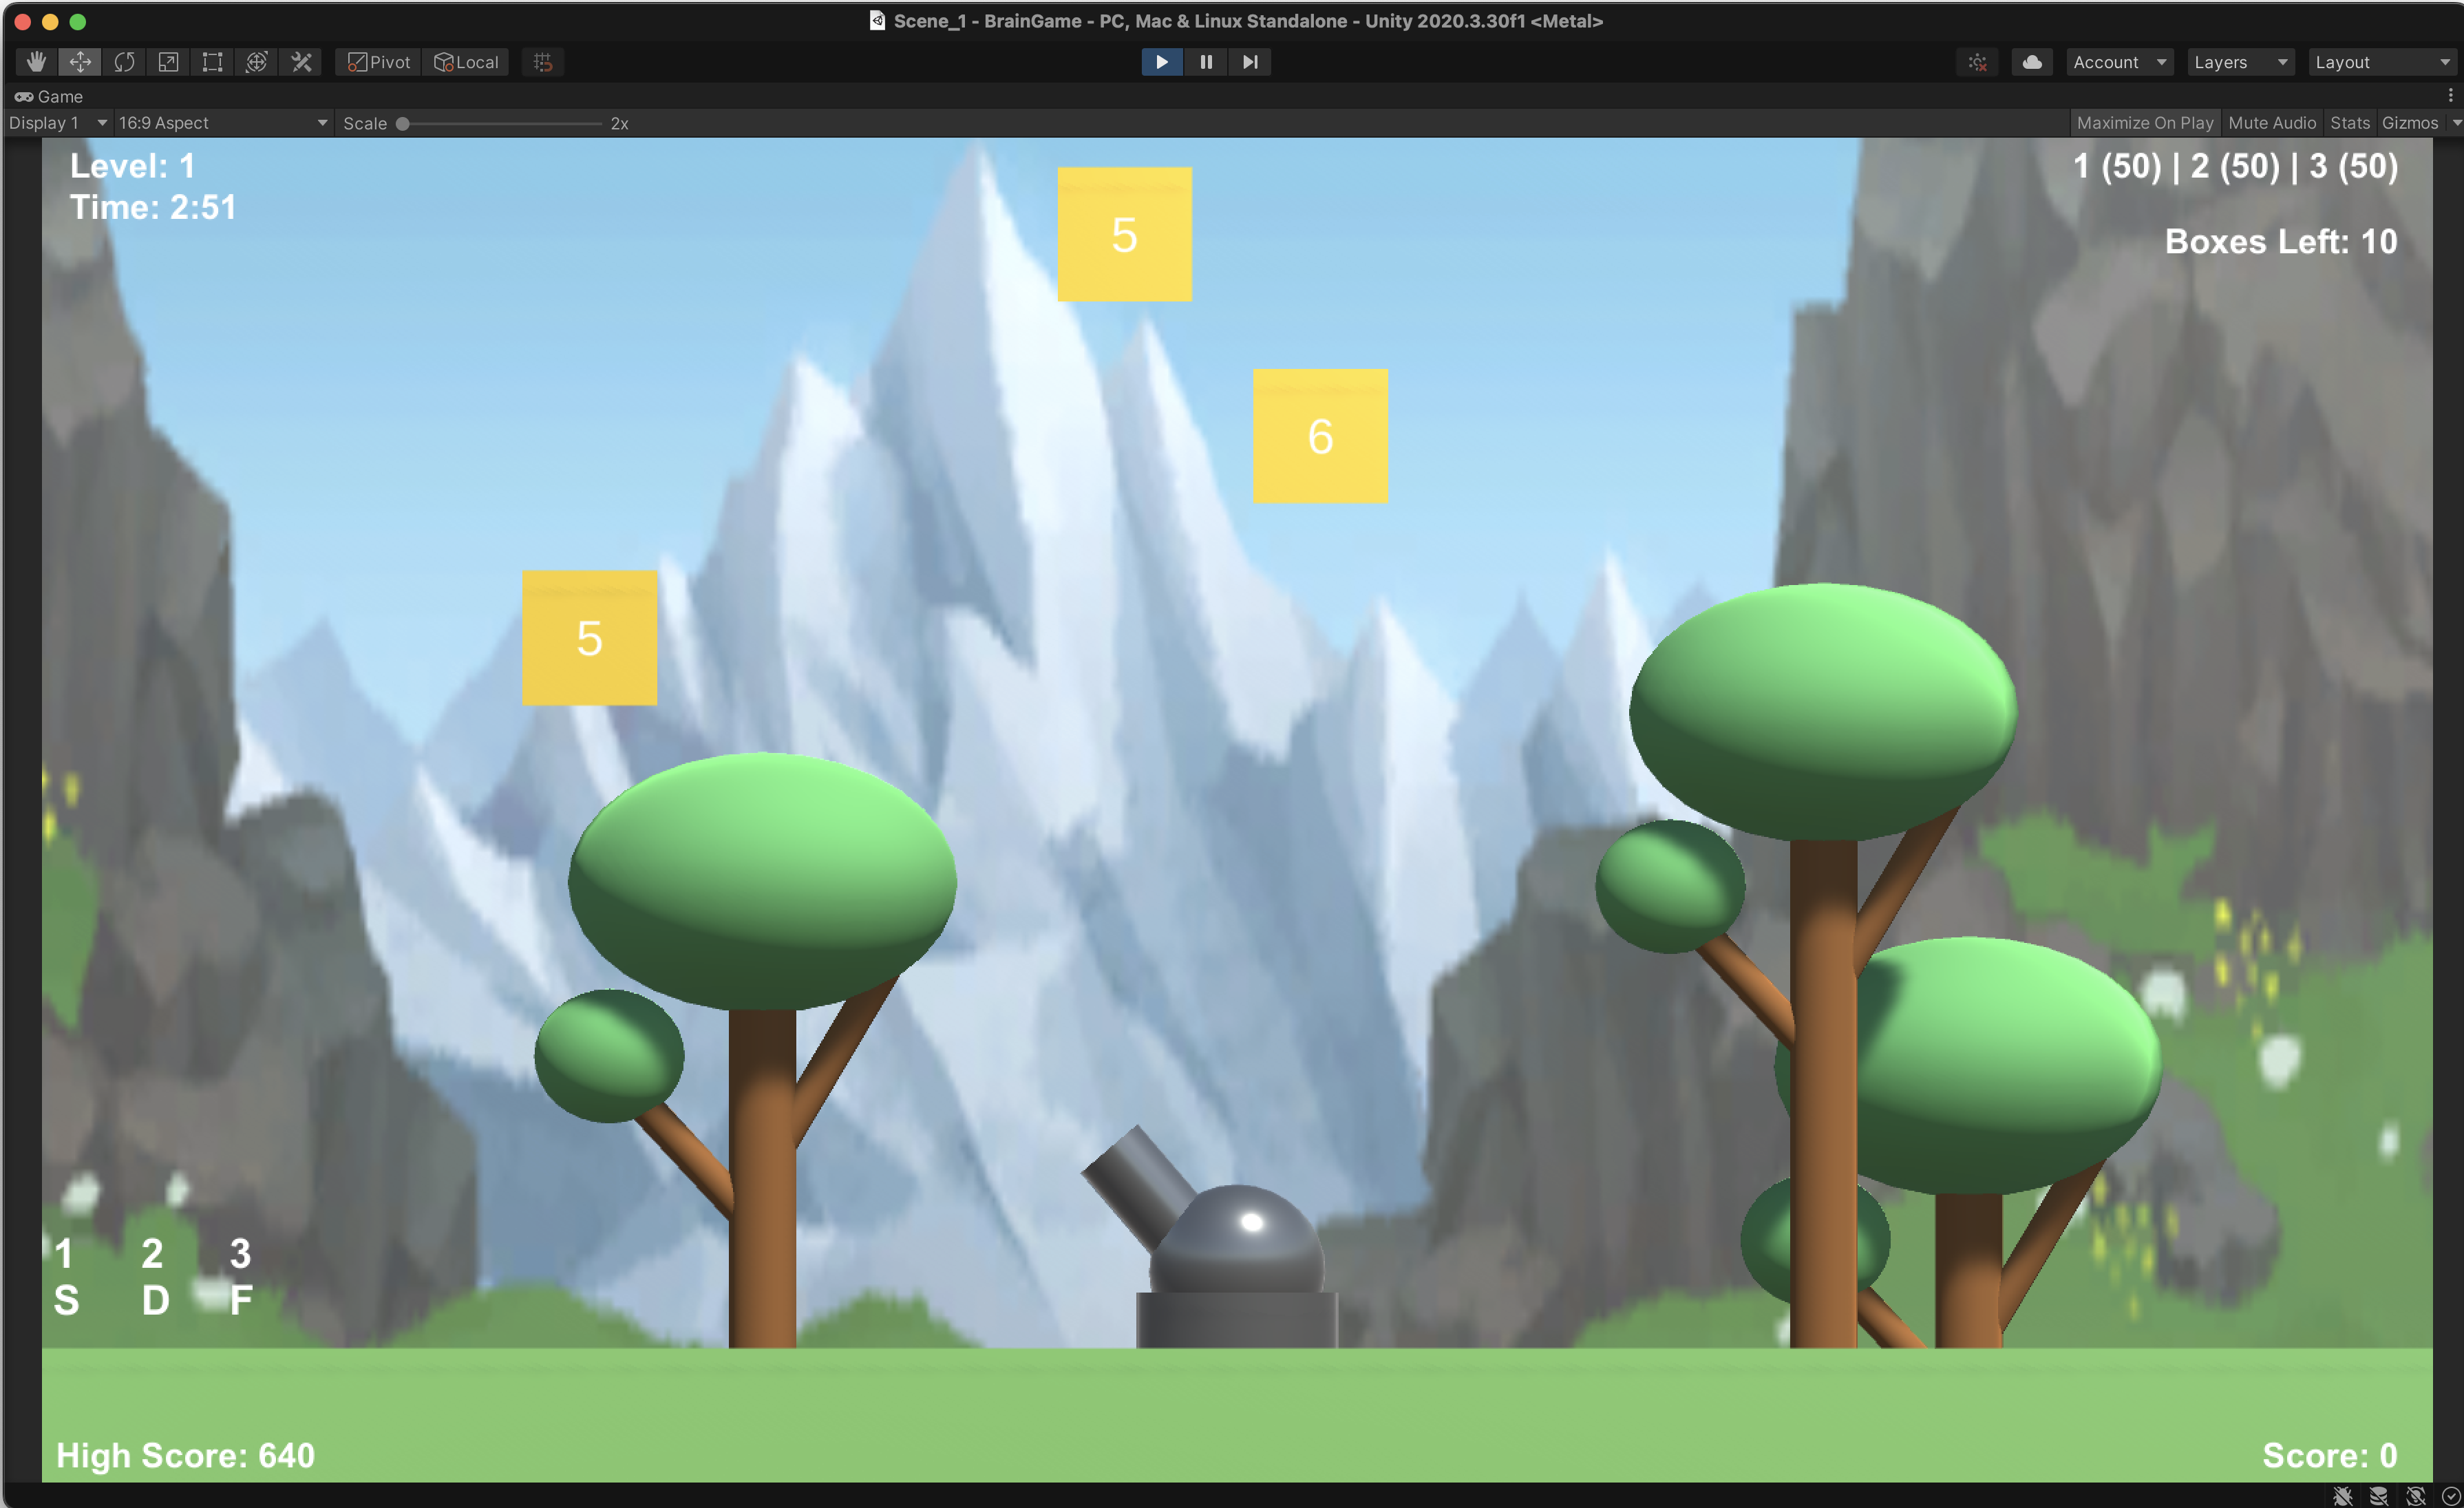 Scene_1 - BrainGame - PC, Mac & Linux Standalone - Unity 2020.3.30f1 <Metal>
Pivot Local Account Layers Layout
Game
Display 1 16:9 Aspect Scale 2x Maximize On Play Mute Audio Stats Gizmos
Level: 1
Time: 2:51
1 (50) | 2 (50) | 3 (50)
Boxes Left: 10
5
6
5
1 2 3
S D F
High Score: 640
Score: 0